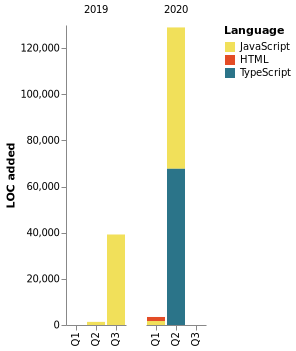 2019
2020
Language
JavaScript
HTML
TypeScript
LOC added
120,000
100,000
80,000
60,000
40,000
20,000
0
Q1
Q2
Q3
Q1
Q2
Q3